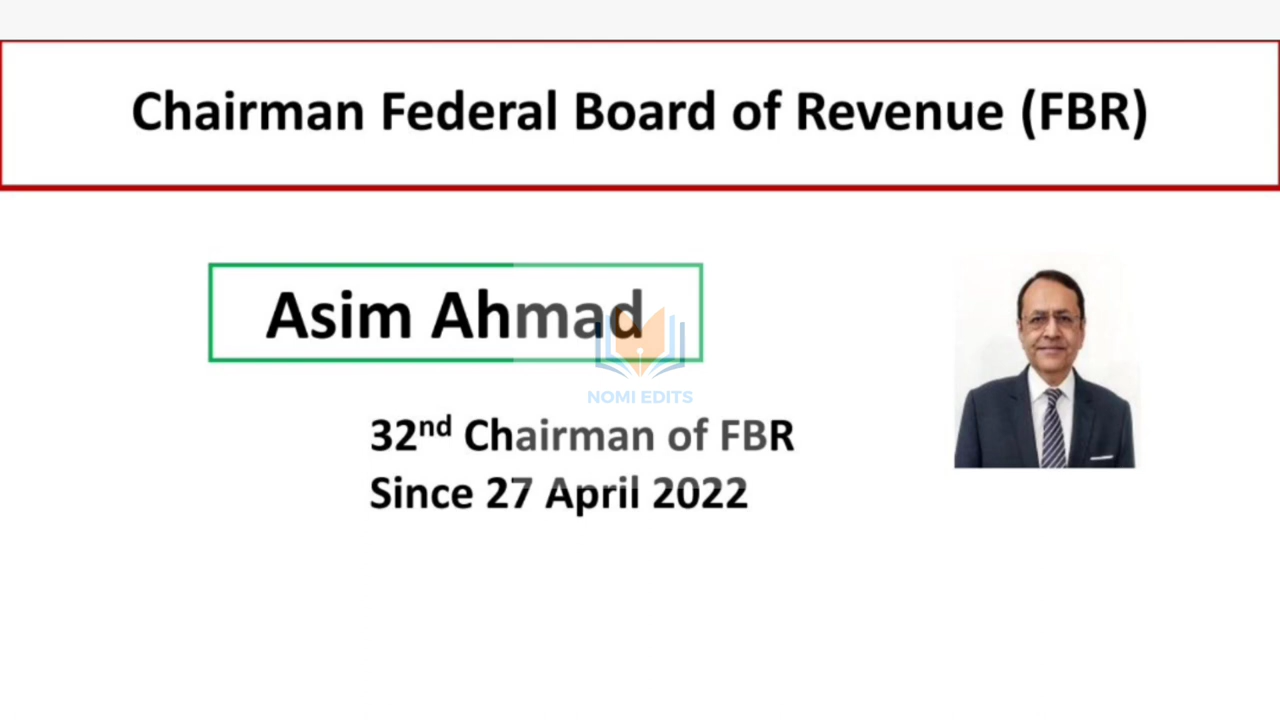 Chairman Federal Board of Revenue (FBR)
Asim Ahmad
NOMI EDITS
32nd Chairman of FBR
Since 27 April 2022